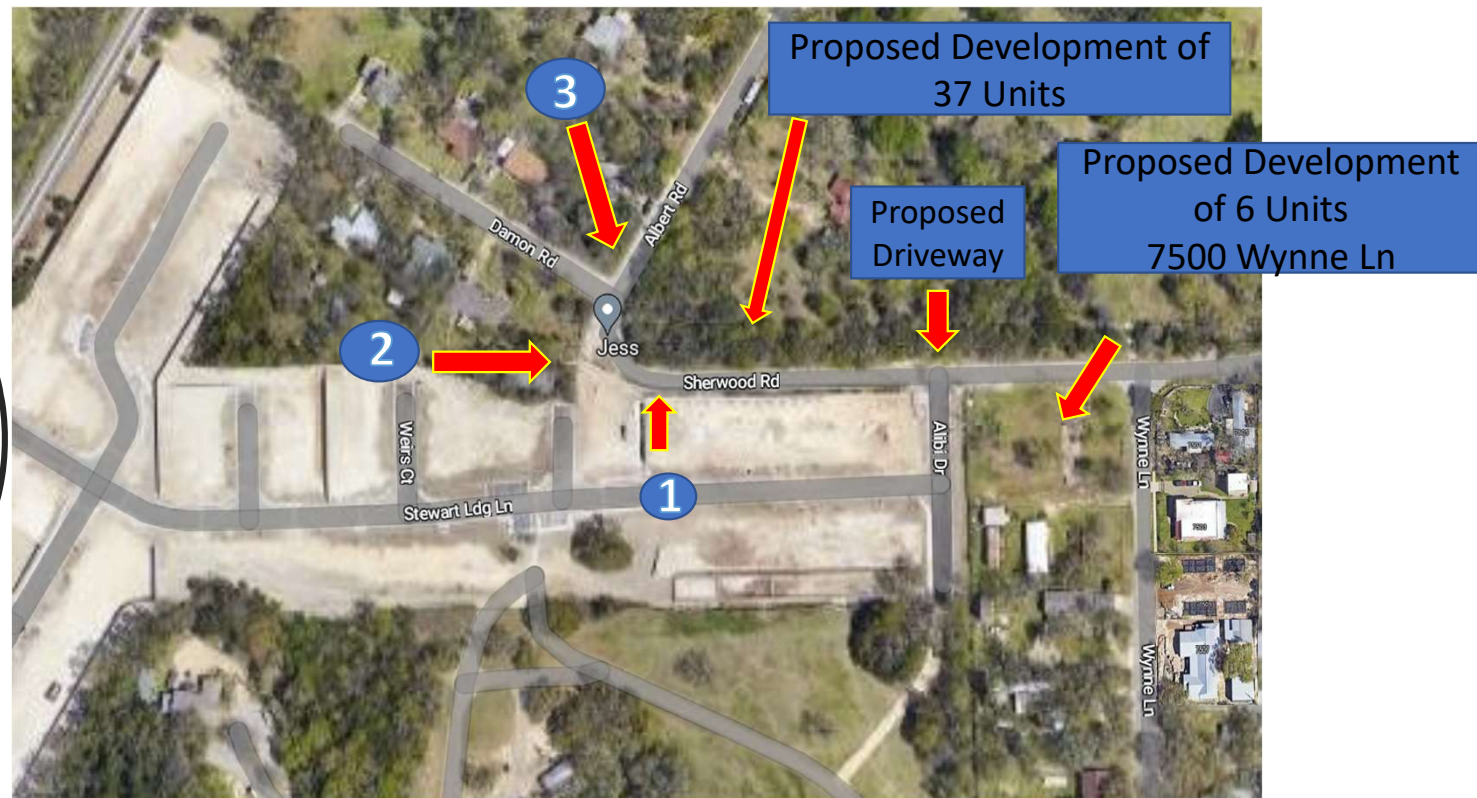 Proposed Development of
37 Units
3
Proposed Development
of 6 Units
7500 Wynne Ln
Proposed
Driveway
Albert Rd
Damon Rd
Jess
2
Sherwood Rd
Weirs Ct
Alibi Dr
Wynne Ln
1
Stewart Ldg Ln
Wynne Ln